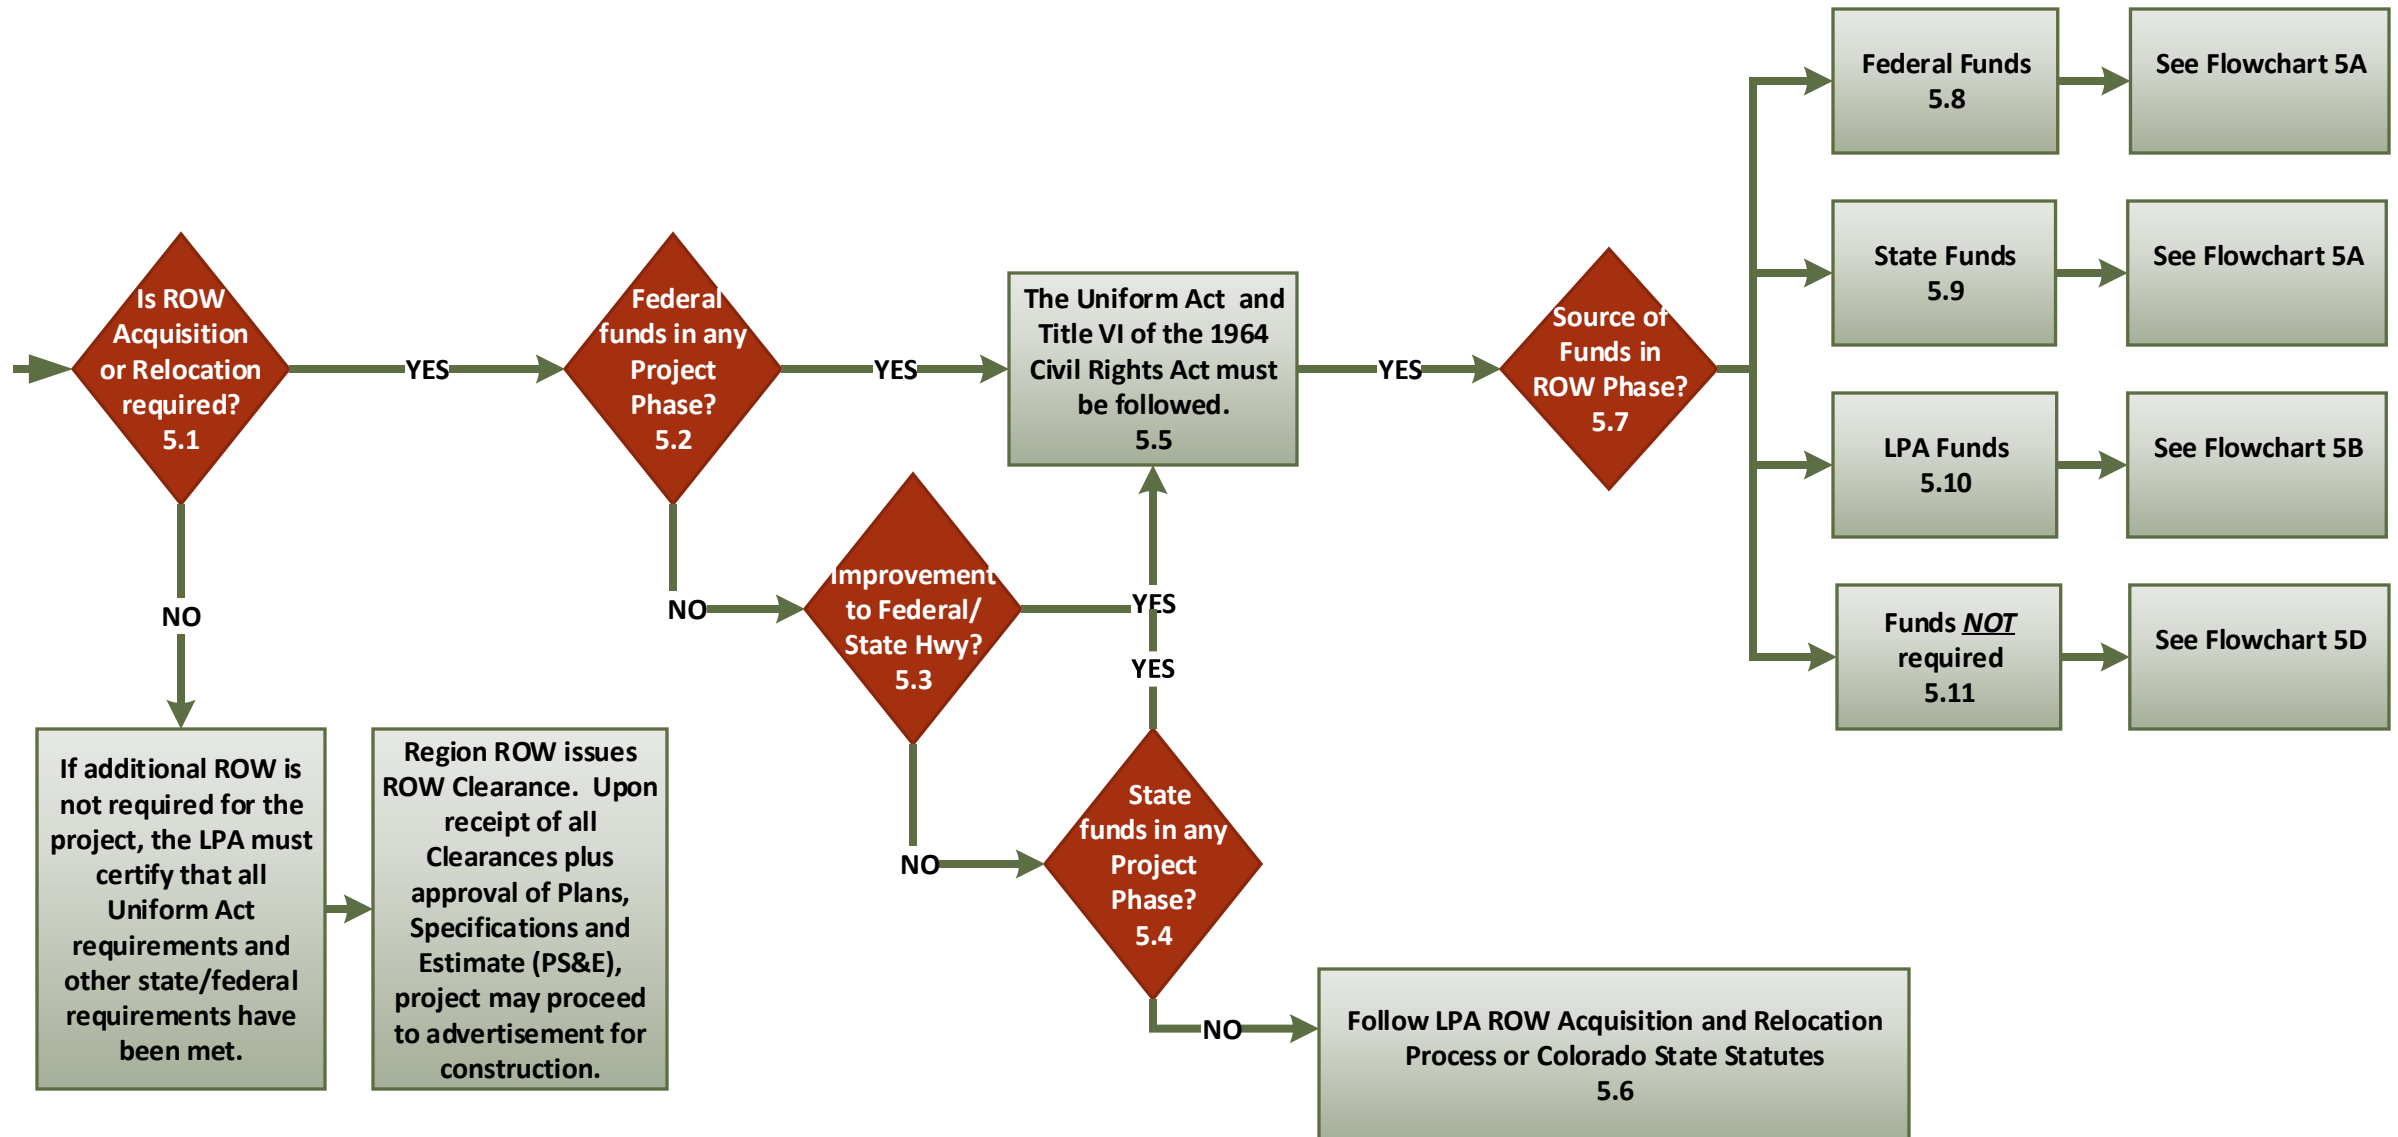 Is ROW
Acquisition
or Relocation
required?
5.1
YES
NO
If additional ROW is
not required for the
project, the LPA must
certify that all
Uniform Act
requirements and
other state/federal
requirements have
been met.
Region ROW issues
ROW Clearance.  Upon
receipt of all
Clearances plus
approval of Plans,
Specifications and
Estimate (PS&E),
project may proceed
to advertisement for
construction.
Federal
funds in any
Project
Phase?
5.2
YES
NO
Improvement
to Federal/
State Hwy?
5.3
YES
NO
State
funds in any
Project
Phase?
5.4
YES
NO
Follow LPA ROW Acquisition and Relocation
Process or Colorado State Statutes
5.6
The Uniform Act  and
Title VI of the 1964
Civil Rights Act must
be followed.
5.5
YES
Source of
Funds in
ROW Phase?
5.7
Federal Funds
5.8
See Flowchart 5A
State Funds
5.9
See Flowchart 5A
LPA Funds
5.10
See Flowchart 5B
Funds NOT
required
5.11
See Flowchart 5D